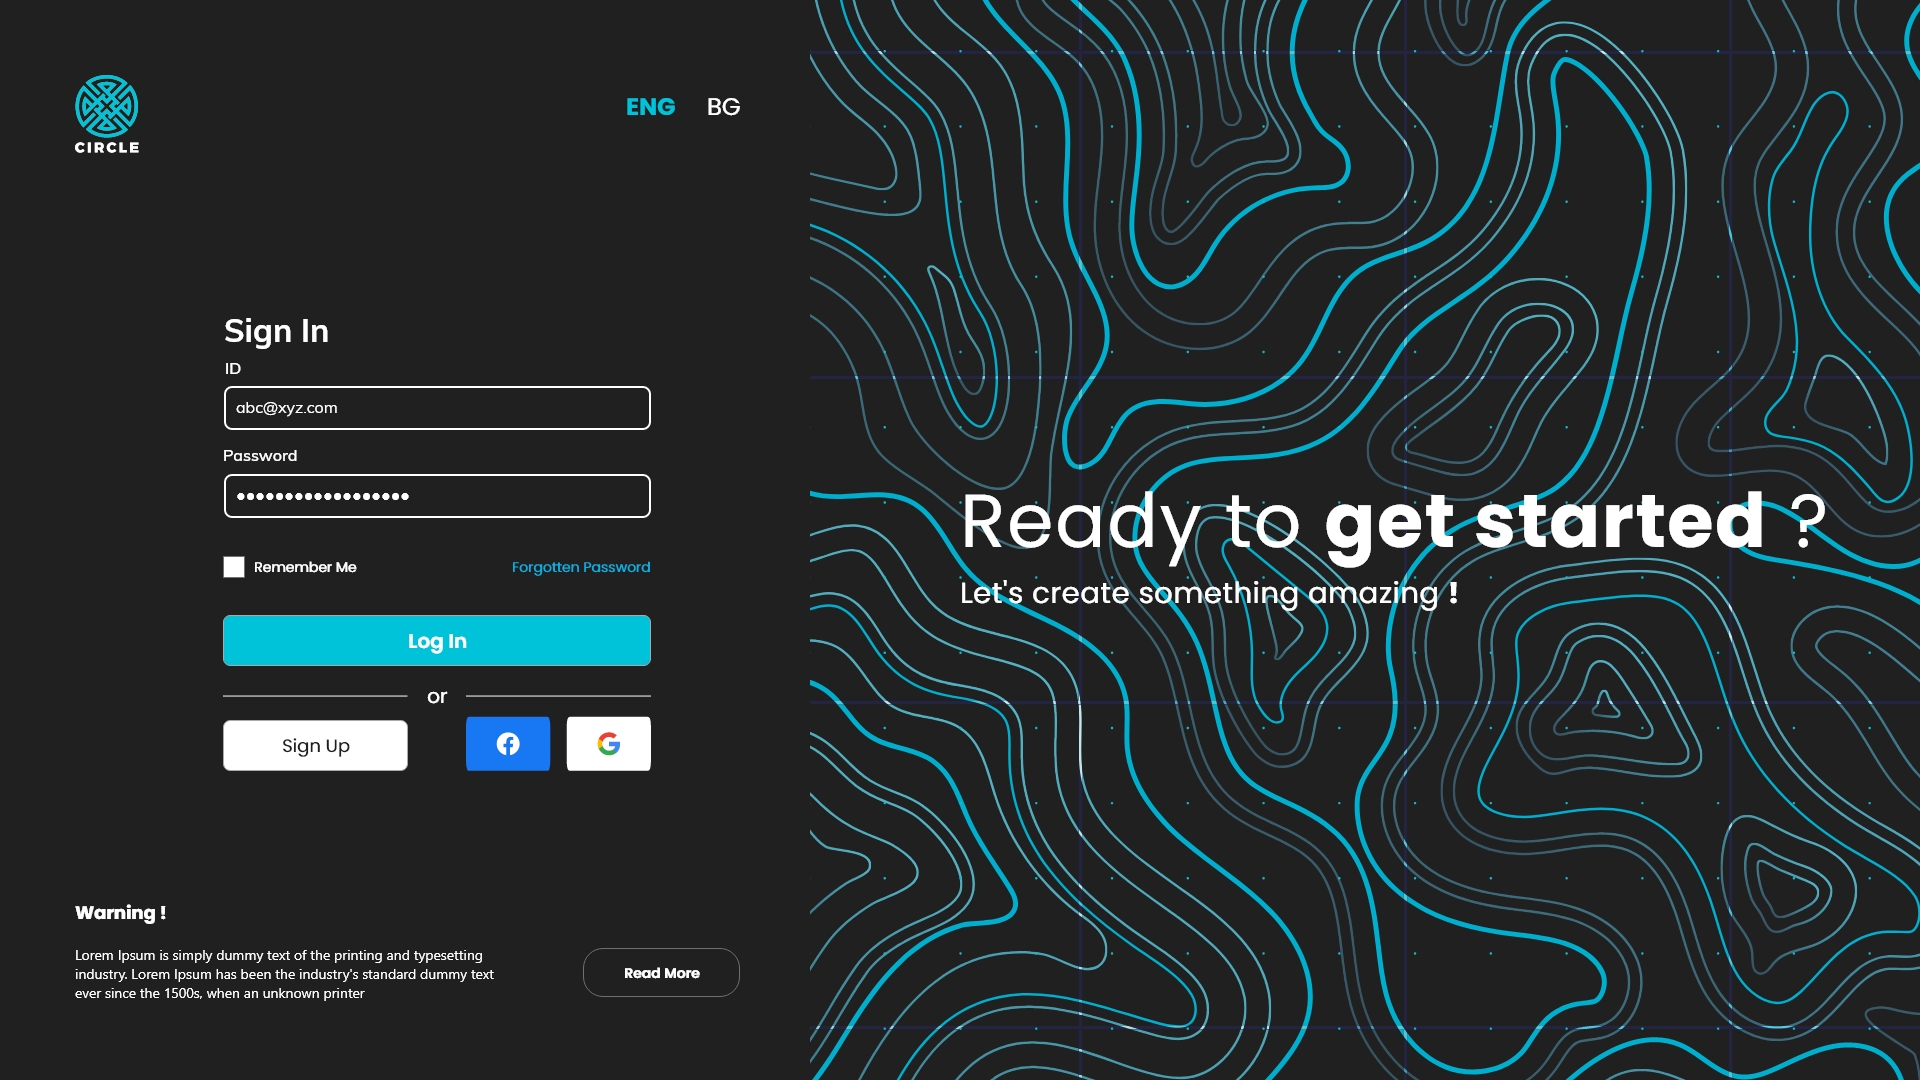 CIRCLE
ENG BG
Sign In
ID
abc@xyz.com
Password
Remember Me
Forgotten Password
Log In
or
Sign Up
Warning !
Lorem Ipsum is simply dummy text of the printing and typesetting
industry. Lorem Ipsum has been the industry's standard dummy text
ever since the 1500s, when an unknown printer
Read More
Ready to get started ?
Let's create something amazing !